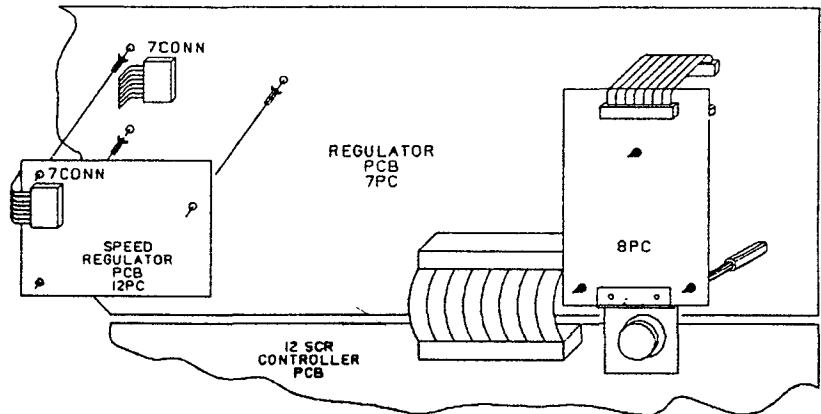 7CONN
REGULATOR
PCB
7PC
7CONN
SPEED
REGULATOR
PCB
12PC
8PC
12 SCR
CONTROLLER
PCB